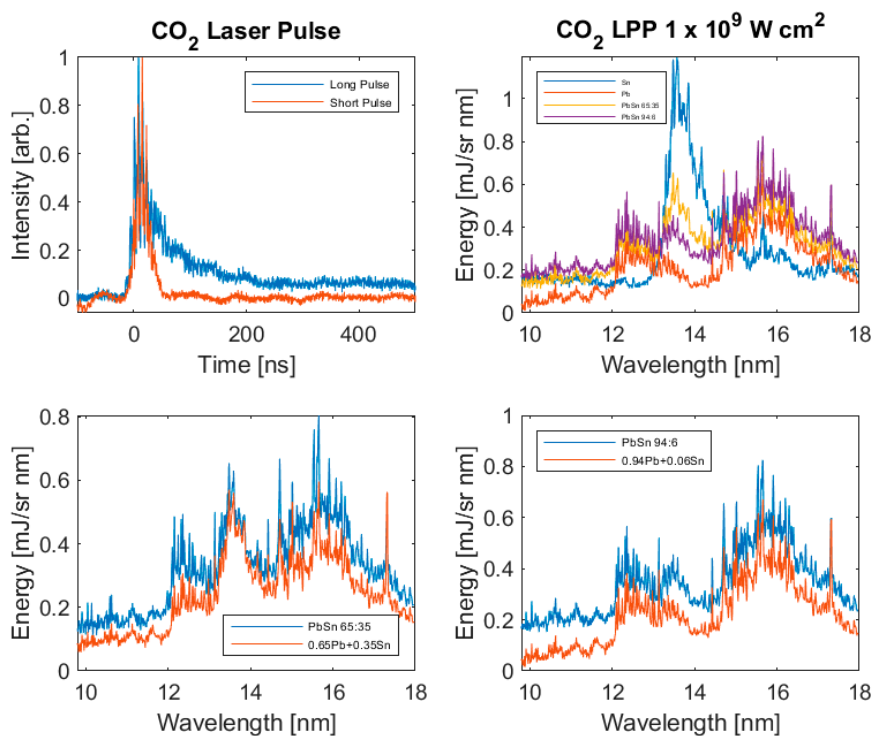 CO2 Laser Pulse
Intensity [arb.]
1
0.8
0.6
0.4
0.2
0
Long Pulse
Short Pulse
0 200 400
Time [ns]
CO2 LPP 1 x 10^9 W cm^2
Energy [mJ/sr nm]
1
0.8
0.6
0.4
0.2
0
Sn
Pb
PbSn 65:35
PbSn 94:6
10 12 14 16 18
Wavelength [nm]
Energy [mJ/sr nm]
0.8
0.6
0.4
0.2
0
PbSn 65:35
0.65Pb+0.35Sn
10 12 14 16 18
Wavelength [nm]
Energy [mJ/sr nm]
1
0.8
0.6
0.4
0.2
0
PbSn 94:6
0.94Pb+0.06Sn
10 12 14 16 18
Wavelength [nm]